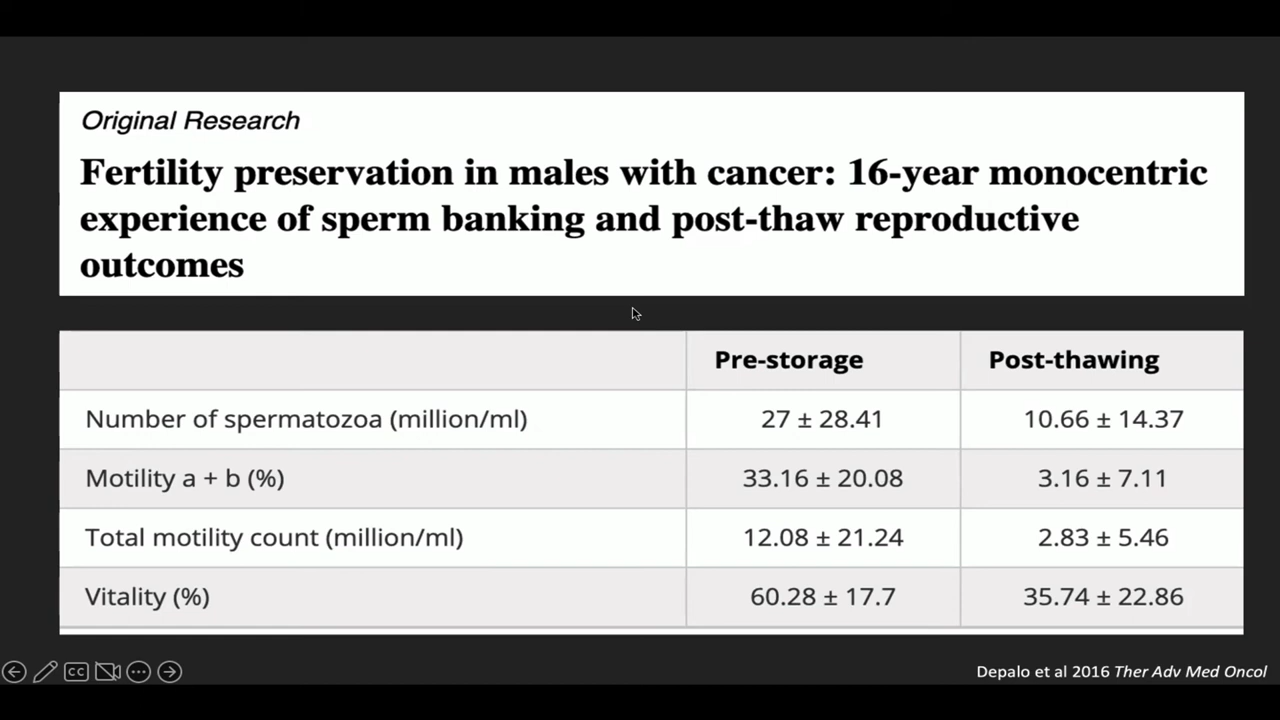 Original Research
Fertility preservation in males with cancer: 16-year monocentric
experience of sperm banking and post-thaw reproductive
outcomes
Pre-storage Post-thawing
Number of spermatozoa (million/ml) 27 ± 28.41 10.66 ± 14.37
Motility a + b (%) 33.16 ± 20.08 3.16 ± 7.11
Total motility count (million/ml) 12.08 ± 21.24 2.83 ± 5.46
Vitality (%) 60.28 ± 17.7 35.74 ± 22.86
CC
Depalo et al 2016 Ther Adv Med Oncol